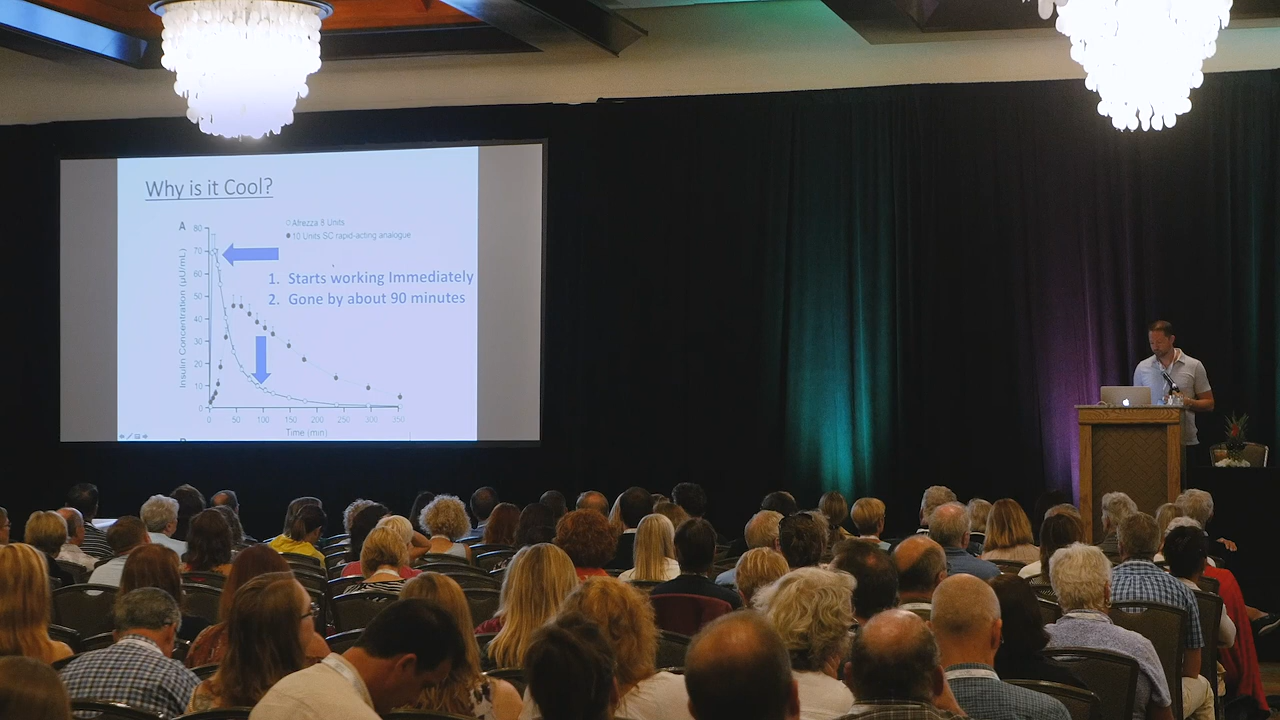 Why is it Cool?
A
Afrezza 8 Units
10 Units SC rapid-acting analogue
1. Starts working Immediately
2. Gone by about 90 minutes
Insulin Concentration (µU/mL)
80
70
60
50
40
30
20
10
0
0 50 100 150 200 250 300 350
Time (min)